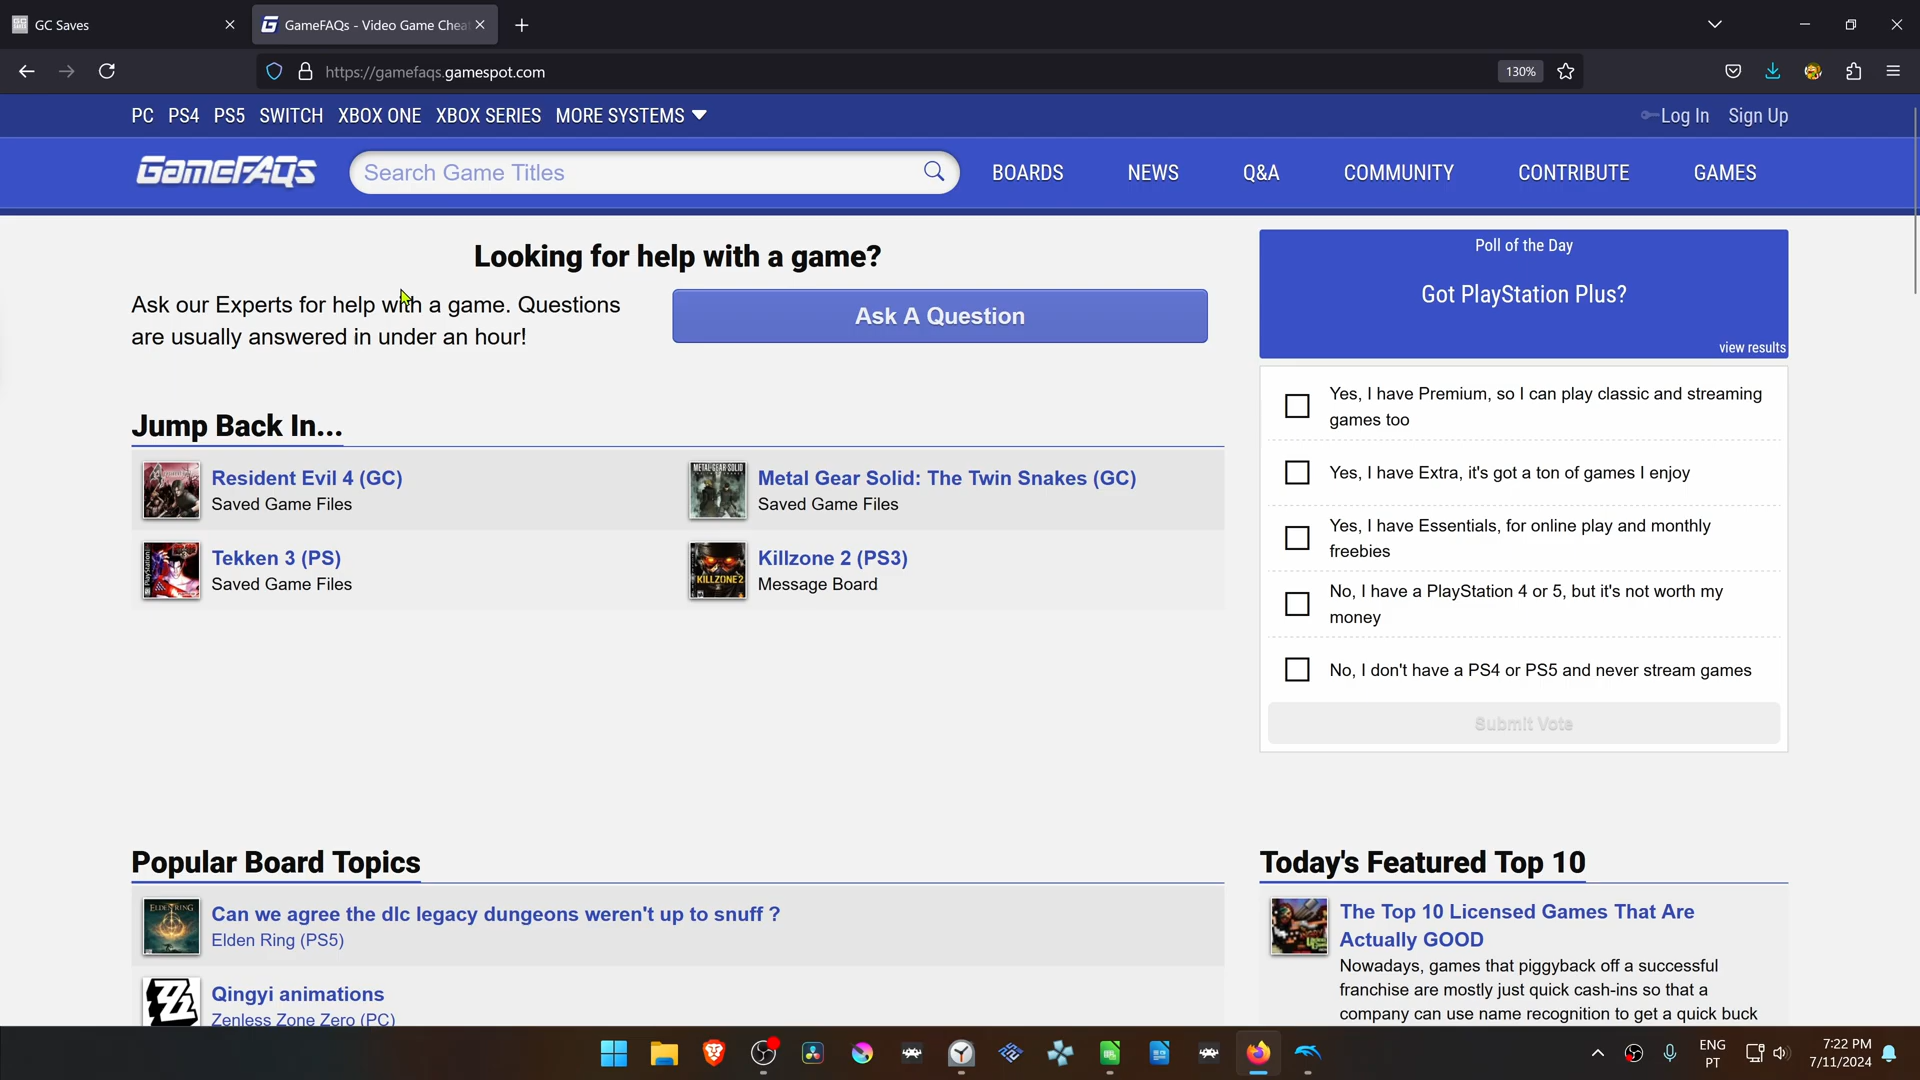 GC Saves
GameFAQs - Video Game Chea
https://gamefaqs.gamespot.com
130%
PC PS4 PS5 SWITCH XBOX ONE XBOX SERIES MORE SYSTEMS
Log In Sign Up
GameFAQs
Search Game Titles
BOARDS NEWS Q&A COMMUNITY CONTRIBUTE GAMES
Looking for help with a game?
Ask our Experts for help with a game. Questions
are usually answered in under an hour!
Ask A Question
Jump Back In...
Resident Evil 4 (GC)
Saved Game Files
METAL GEAR SOLID
Metal Gear Solid: The Twin Snakes (GC)
Saved Game Files
Tekken 3 (PS)
Saved Game Files
KILLZONE 2
Killzone 2 (PS3)
Message Board
Poll of the Day
Got PlayStation Plus?
view results
Yes, I have Premium, so I can play classic and streaming
games too
Yes, I have Extra, it's got a ton of games I enjoy
Yes, I have Essentials, for online play and monthly
freebies
No, I have a PlayStation 4 or 5, but it's not worth my
money
No, I don't have a PS4 or PS5 and never stream games
Submit Vote
Popular Board Topics
ELDEN RING
Can we agree the dlc legacy dungeons weren't up to snuff ?
Elden Ring (PS5)
Qingyi animations
Zenless Zone Zero (PC)
Today's Featured Top 10
The Top 10 Licensed Games That Are
Actually GOOD
Nowadays, games that piggyback off a successful
franchise are mostly just quick cash-ins so that a
company can use name recognition to get a quick buck
ENG
PT
7:22 PM
7/11/2024